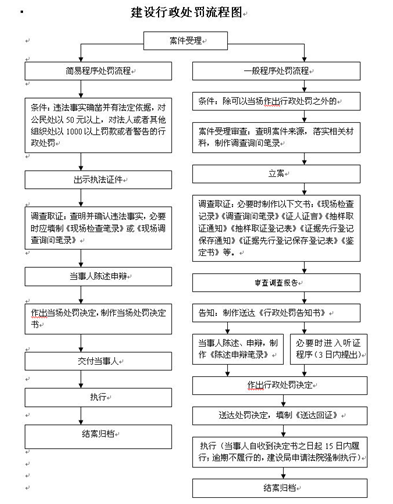 建设行政处罚流程图
案件受理
简易程序处罚流程
条件：违法事实确凿并有法定依据，对
公民处以 50 元以上，对法人或者其他
组织处以 1000 以上罚款或者警告的行
政处罚
出示执法证件
调查取证：查明并确认违法事实，必要
时应填制《现场检查笔录》或《现场调
查询问笔录》
当事人陈述申辩
作出当场处罚决定，制作当场处罚决定
书
交付当事人
执行
结案归档
一般程序处罚流程
条件：除可以当场作出行政处罚之外的
案件受理审查：查明案件来源，落实相关材
料，制作调查询问笔录
立案
调查取证：必要时制作以下文书：《现场检查
记录》《调查询问笔录》《证人证言》《抽样取
证通知》《抽样取证登记表》《证据先行登记
保存通知》《证据先行登记保存登记表》《鉴
定书》等。
审查调查报告
告知：制作送达《行政处罚告知书》
当事人陈述、申辩，制
作《陈述申辩笔录》
必要时进入听证
程序（3 日内提出）
作出行政处罚决定
送达处罚决定，填制《送达回证》
执行（当事人自收到决定书之日起 15 日内履
行；逾期不履行的，建设局申请法院强制执行）
结案归档